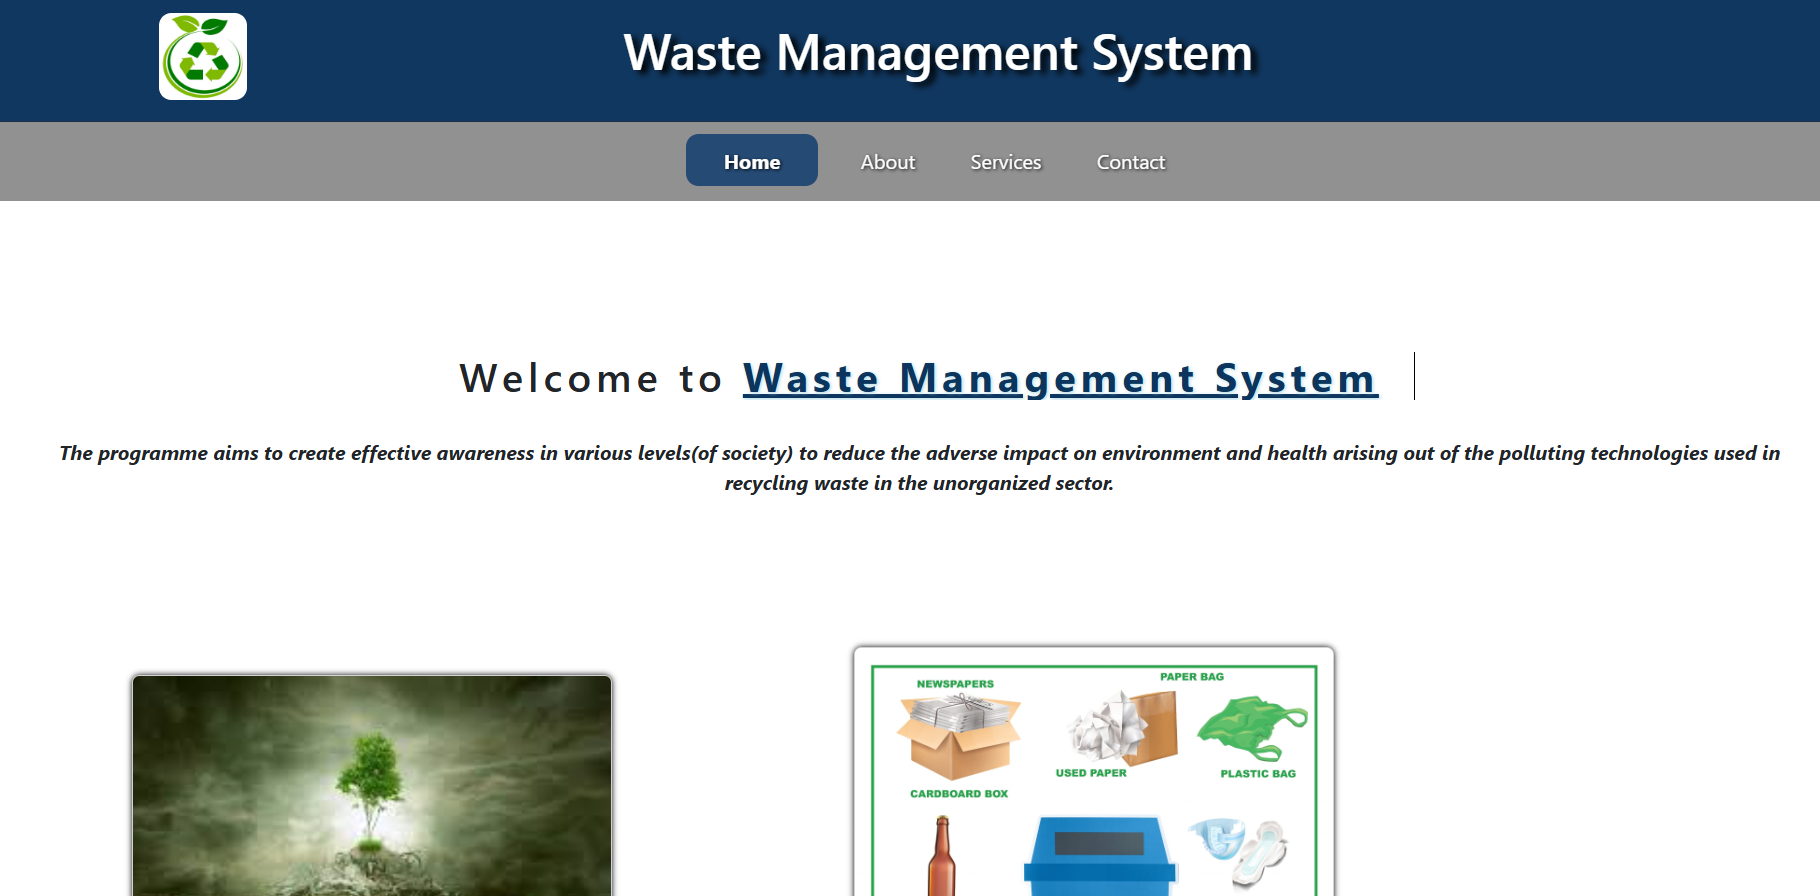 Waste Management System
Home About Services Contact
Welcome to Waste Management System
The programme aims to create effective awareness in various levels(of society) to reduce the adverse impact on environment and health arising out of the polluting technologies used in
recycling waste in the unorganized sector.
NEWSPAPERS
PAPER BAG
USED PAPER
PLASTIC BAG
CARDBOARD BOX